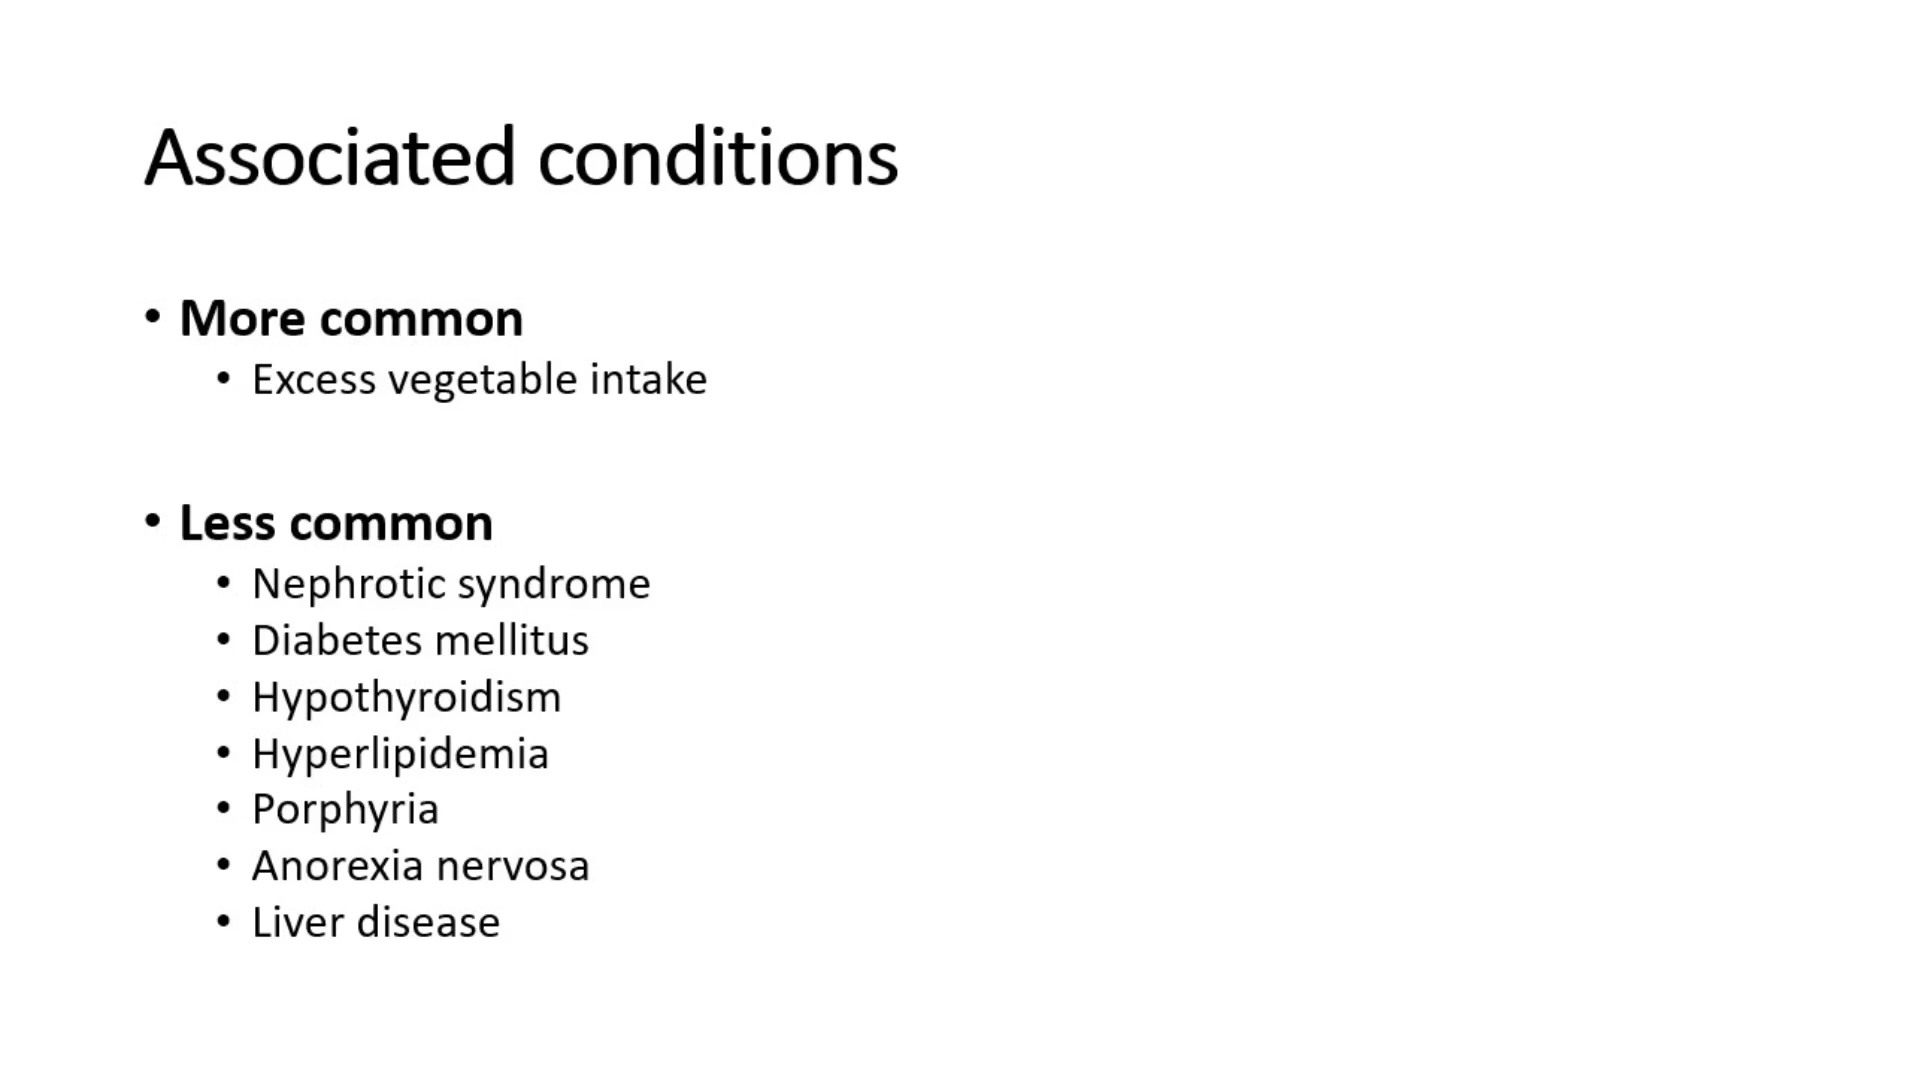 Associated conditions
• More common
• Excess vegetable intake
• Less common
• Nephrotic syndrome
• Diabetes mellitus
• Hypothyroidism
• Hyperlipidemia
• Porphyria
• Anorexia nervosa
• Liver disease